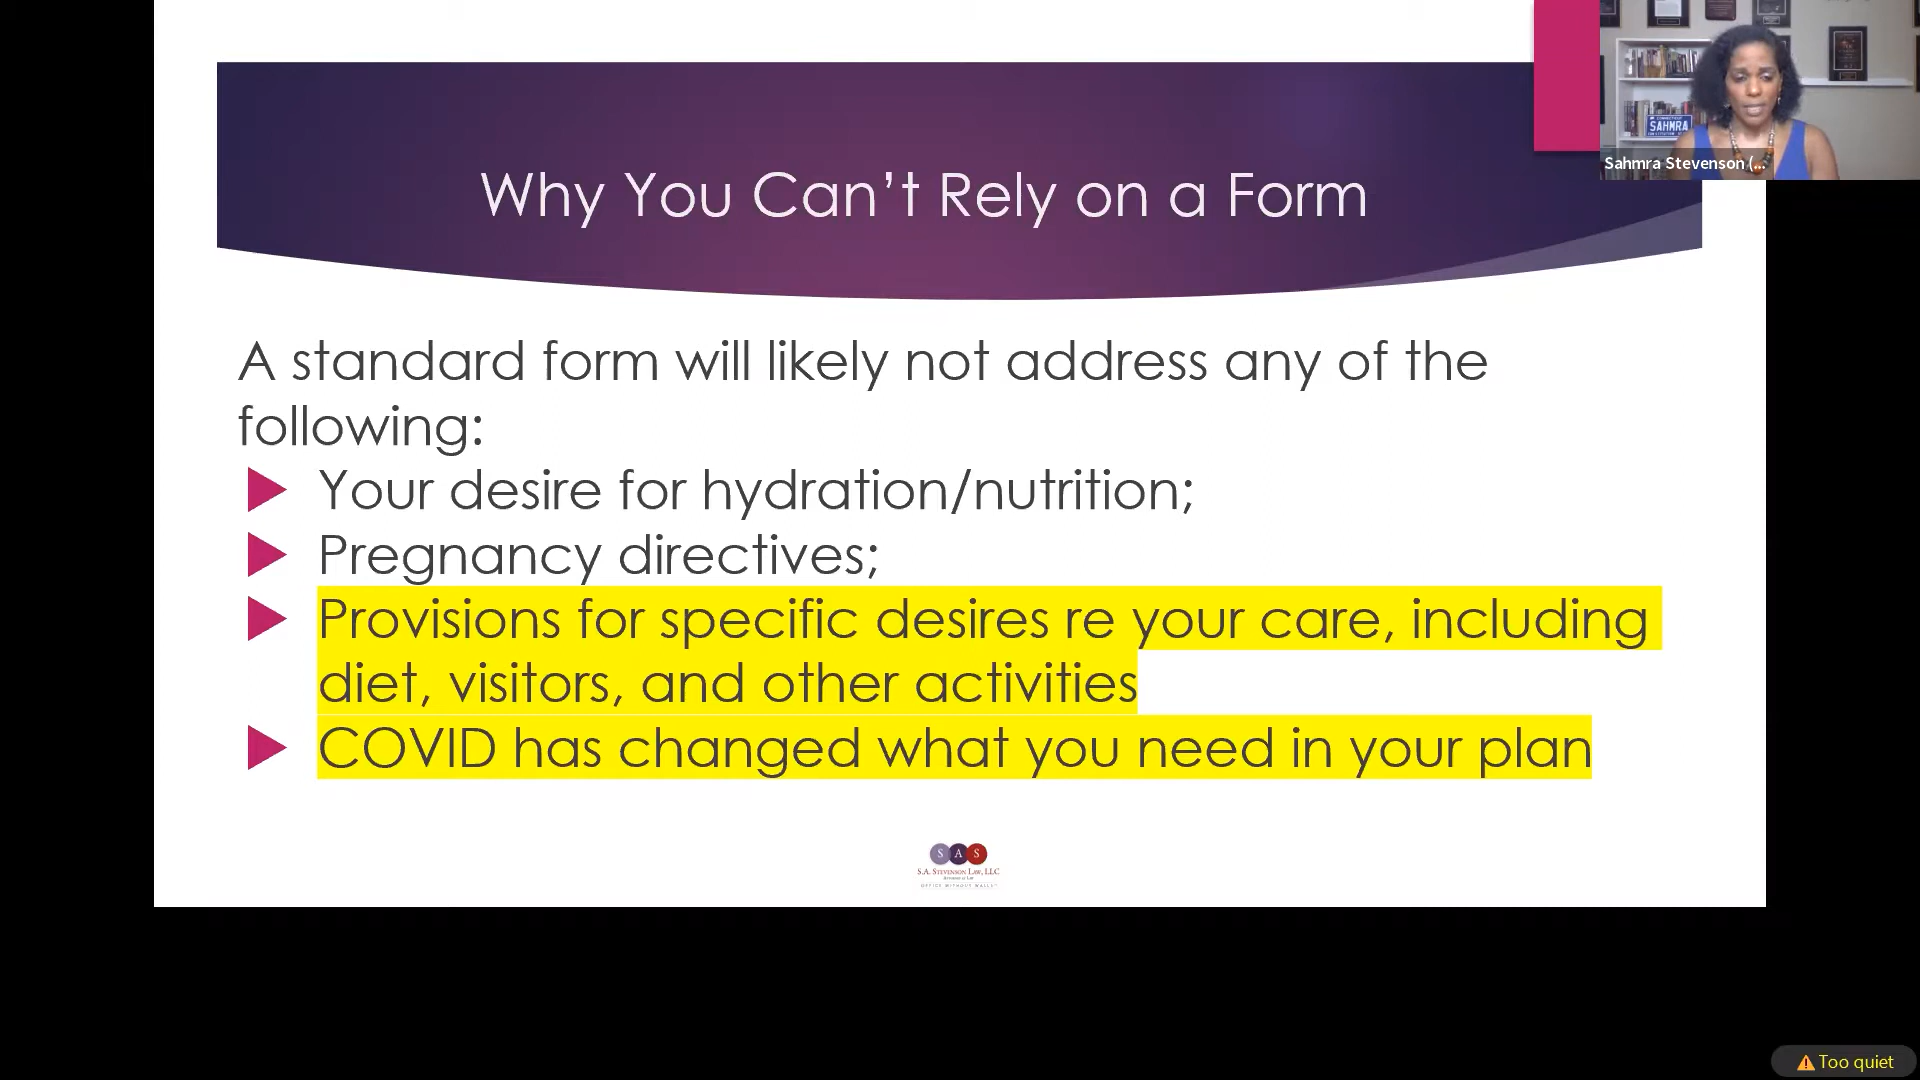 Why You Can’t Rely on a Form
SAHMRA
Sahmra Stevenson (...
A standard form will likely not address any of the
following:
Your desire for hydration/nutrition;
Pregnancy directives;
Provisions for specific desires re your care, including
diet, visitors, and other activities
COVID has changed what you need in your plan
S A S
S.A. Stevenson Law, LLC
Attorney at Law
OFFICE WITHOUT WALLS
Too quiet